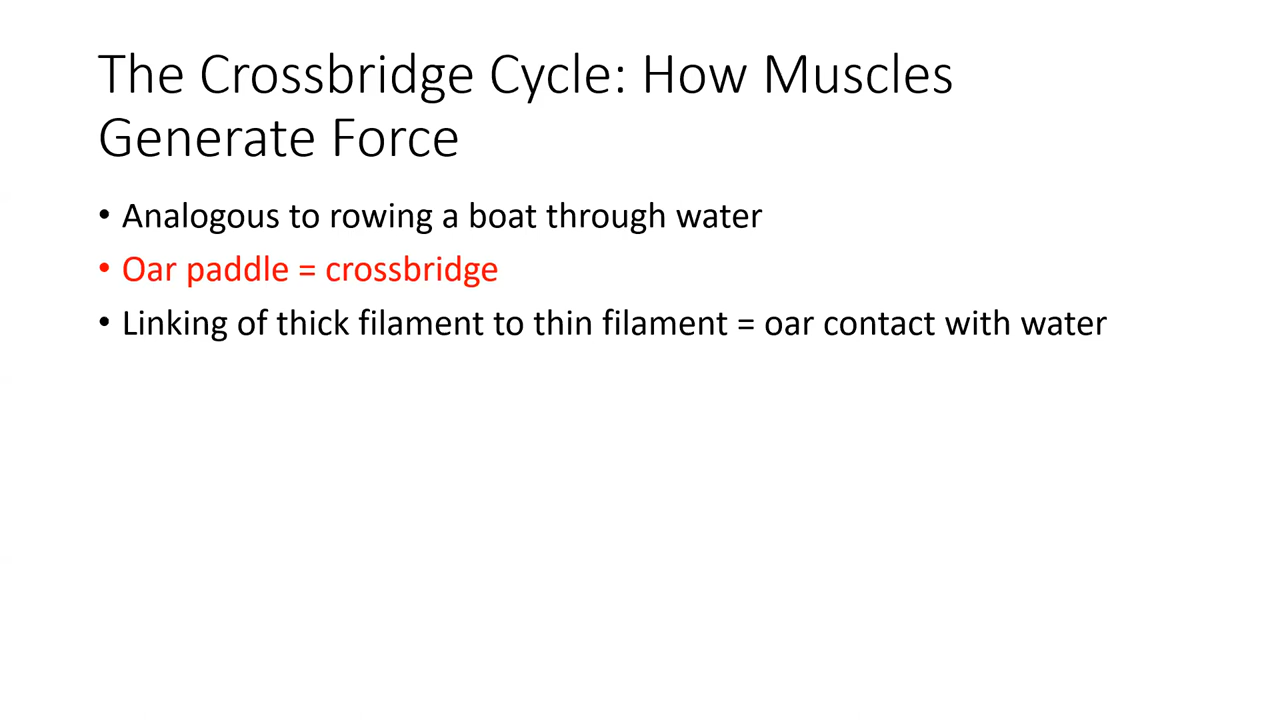 The Crossbridge Cycle: How Muscles
Generate Force
• Analogous to rowing a boat through water
• Oar paddle = crossbridge
• Linking of thick filament to thin filament = oar contact with water